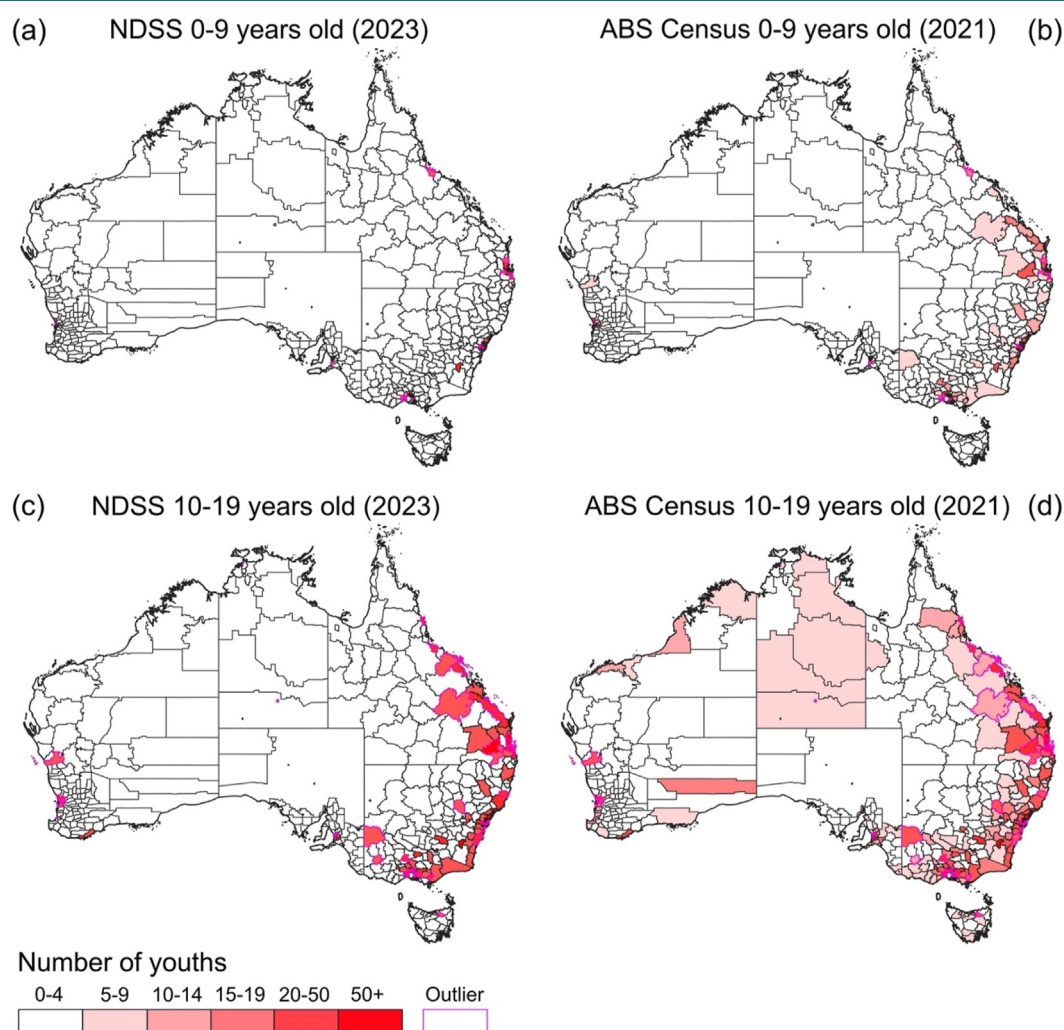 (a) NDSS 0-9 years old (2023)
ABS Census 0-9 years old (2021) (b)
(c) NDSS 10-19 years old (2023)
ABS Census 10-19 years old (2021) (d)
Number of youths
0-4 5-9 10-14 15-19 20-50 50+ Outlier